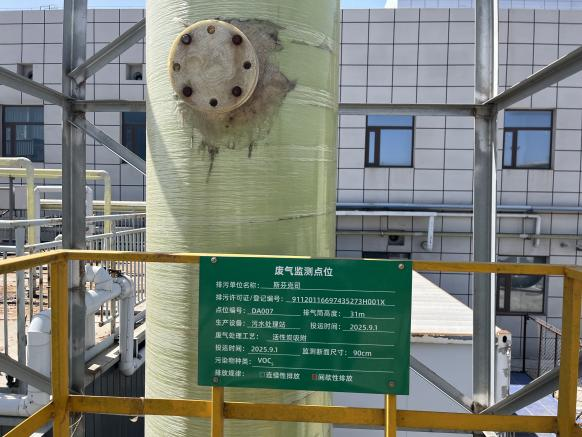 废气监测点位
排污单位名称： 斯芬克司
排污许可证/登记编号： 91120116697435273H001X
点位编号： DA007 排气筒高度： 31m
生产设备： 污水处理站 投运时间： 2025.9.1
废气处理工艺： 活性炭吸附
投运时间： 2025.9.1 监测断面尺寸： 90cm
污染物种类： VOCs
排放规律： □连续性排放 ☑间歇性排放